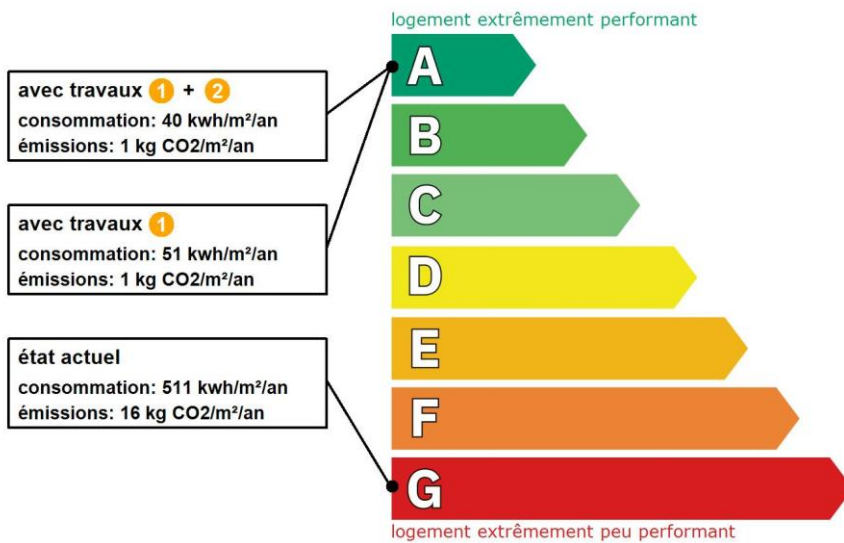 logement extrêmement performant
avec travaux 1 + 2
consommation: 40 kwh/m²/an
émissions: 1 kg CO2/m²/an
avec travaux 1
consommation: 51 kwh/m²/an
émissions: 1 kg CO2/m²/an
état actuel
consommation: 511 kwh/m²/an
émissions: 16 kg CO2/m²/an
A
B
C
D
E
F
G
logement extrêmement peu performant